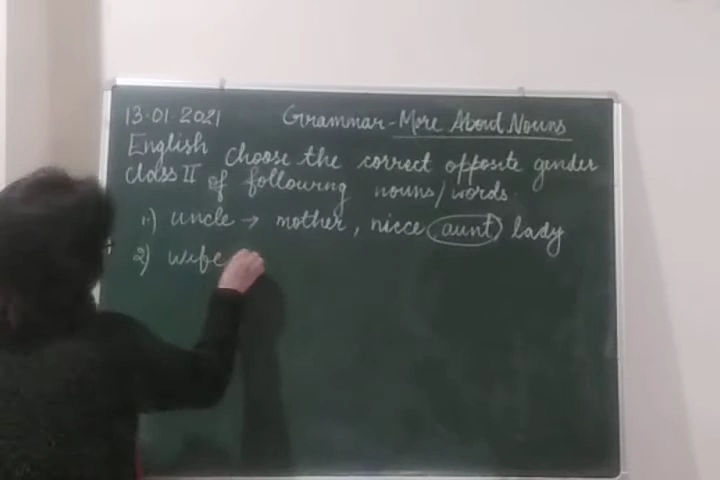 13.01.2021 Grammar - More About Nouns
English Choose the correct opposite gender
Class II of following nouns/words.
1.) uncle → mother, niece aunt lady
2) wife